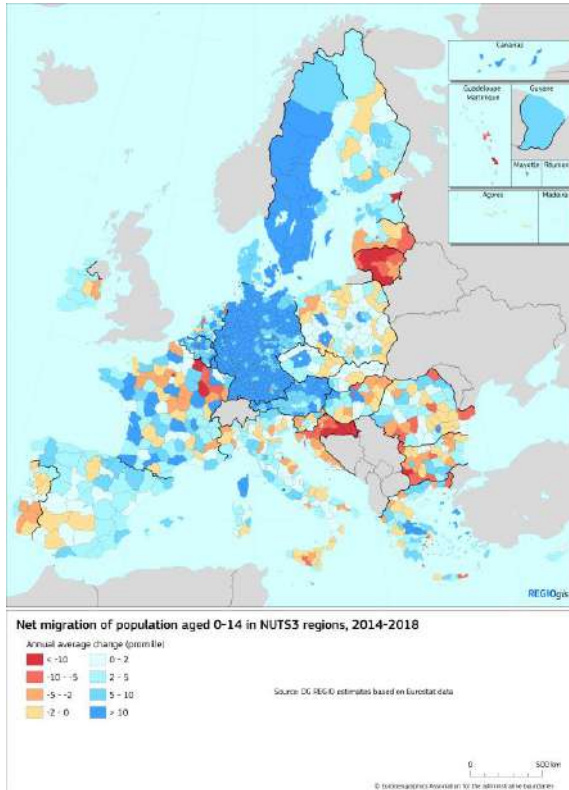 Canarias
Guadeloupe
Martinique
Guyane
Mayotte
Réunion
Açores
Madeira
REGIOgis
Net migration of population aged 0-14 in NUTS3 regions, 2014-2018
Annual average change (promille)
< -10
-10 - -5
-5 - -2
-2 - 0
0 - 2
2 - 5
5 - 10
> 10
Source: DG REGIO estimates based on Eurostat data
0 500 km
© EuroGeographics Association for the administrative boundaries